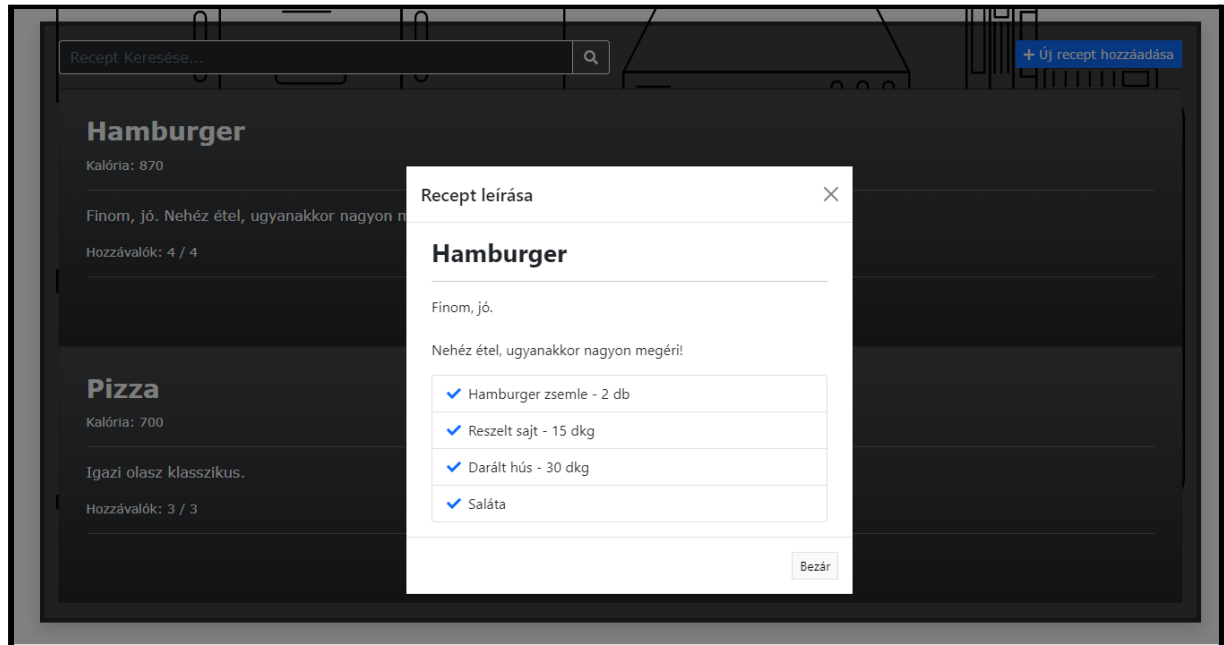 Recept Keresése...
+ Új recept hozzáadása
Hamburger
Kalória: 870
Finom, jó. Nehéz étel, ugyanakkor nagyon m
Hozzávalók: 4 / 4
Pizza
Kalória: 700
Igazi olasz klasszikus.
Hozzávalók: 3 / 3
Recept leírása
Hamburger
Finom, jó.
Nehéz étel, ugyanakkor nagyon megéri!
Hamburger zsemle - 2 db
Reszelt sajt - 15 dkg
Darált hús - 30 dkg
Saláta
Bezár